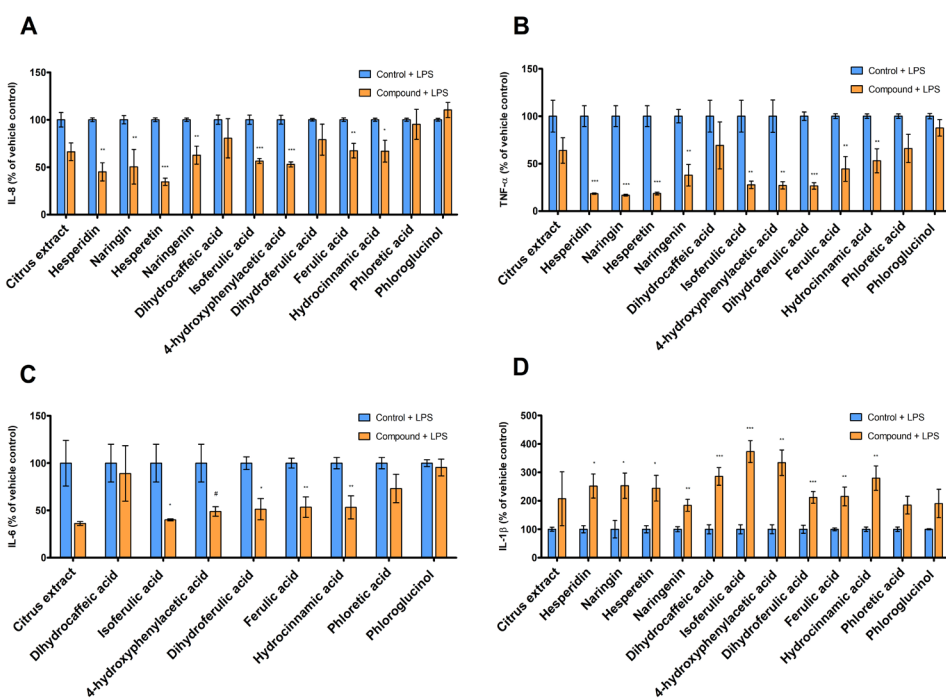 A
Control + LPS
Compound + LPS
IL-8 (% of vehicle control)
150
100
50
0
** ** *** ** *** *** ** *
Citrus extract
Hesperidin
Naringin
Hesperetin
Naringenin
Dihydrocaffeic acid
Isoferulic acid
4-hydroxyphenylacetic acid
Dihydroferulic acid
Ferulic acid
Hydrocinnamic acid
Phloretic acid
Phloroglucinol
B
Control + LPS
Compound + LPS
TNF-α (% of vehicle control)
150
100
50
0
*** *** *** ** ** ** *** ** **
Citrus extract
Hesperidin
Naringin
Hesperetin
Naringenin
Dihydrocaffeic acid
Isoferulic acid
4-hydroxyphenylacetic acid
Dihydroferulic acid
Ferulic acid
Hydrocinnamic acid
Phloretic acid
Phloroglucinol
C
Control + LPS
Compound + LPS
IL-6 (% of vehicle control)
150
100
50
0
* # * ** **
Citrus extract
DIhydrocaffeic acid
Isoferulic acid
4-hydroxyphenylacetic acid
Dihydroferulic acid
Ferulic acid
Hydrocinnamic acid
Phloretic acid
Phloroglucinol
D
Control + LPS
Compound + LPS
IL-1β (% of vehicle control)
500
400
300
200
100
0
* * * ** *** *** ** *** ** **
Citrus extract
Hesperidin
Naringin
Hesperetin
Naringenin
Dihydrocaffeic acid
Isoferulic acid
4-hydroxyphenylacetic acid
Dihydroferulic acid
Ferulic acid
Hydrocinnamic acid
Phloretic acid
Phloroglucinol